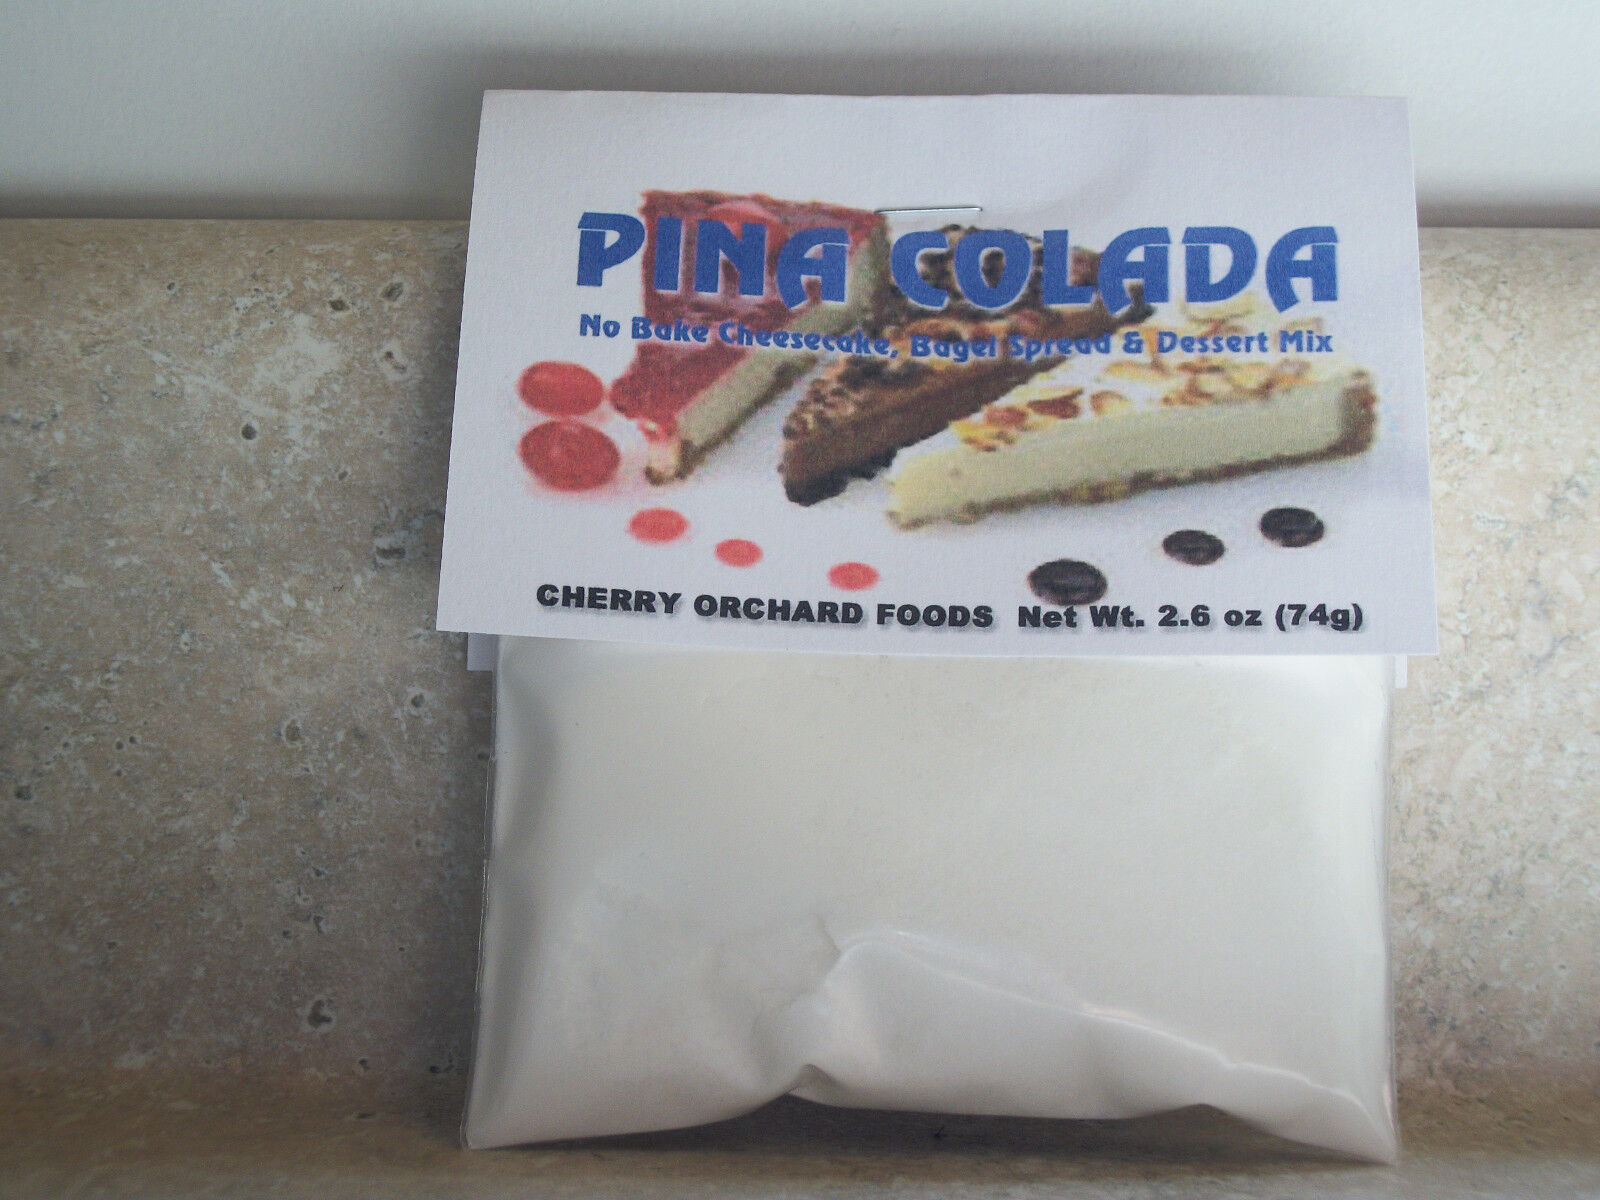 PINA COLADA
No Bake Cheesecake, Bagel Spread & Dessert Mix
CHERRY ORCHARD FOODS Net Wt. 2.6 oz (74g)